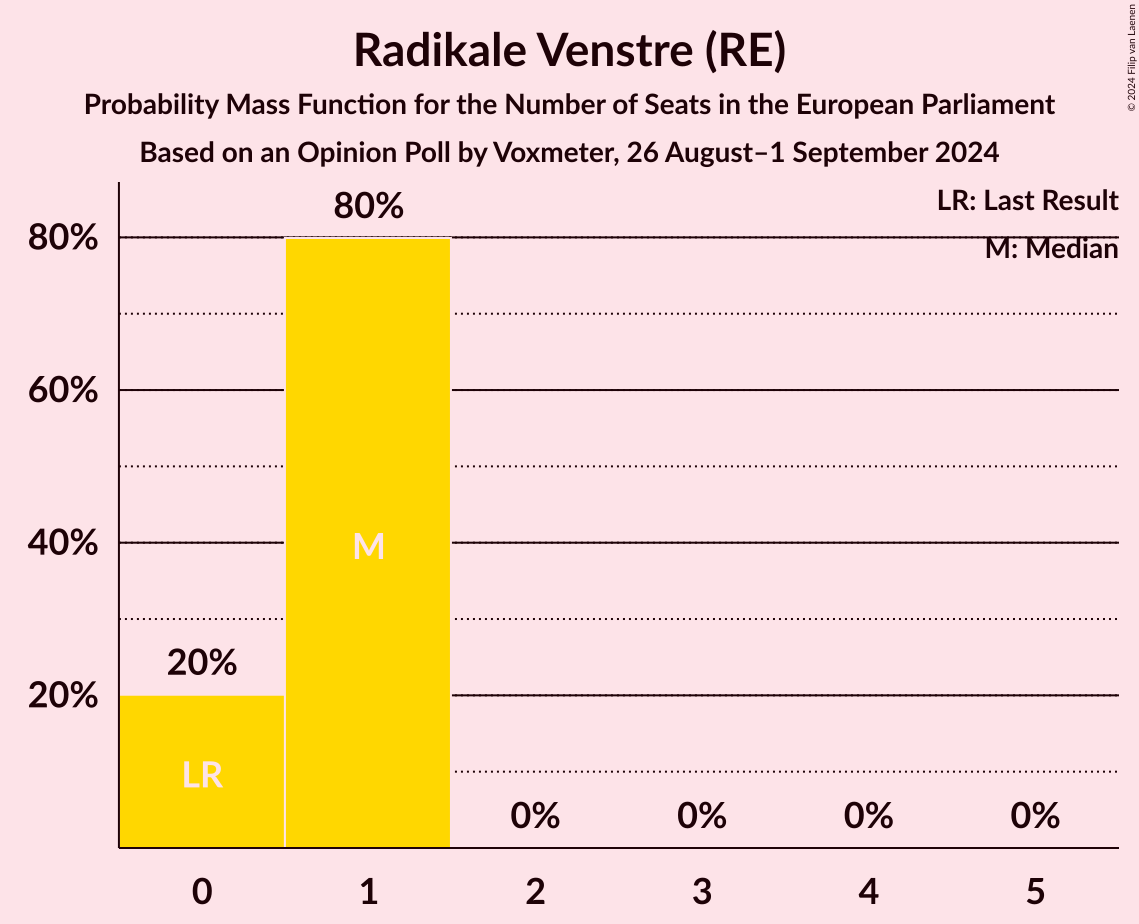 Radikale Venstre (RE)
Probability Mass Function for the Number of Seats in the European Parliament
Based on an Opinion Poll by Voxmeter, 26 August–1 September 2024
© 2024 Filip van Laenen
LR: Last Result
M: Median
80%
60%
40%
20%
20%
80%
0%
0%
0%
0%
LR
M
0
1
2
3
4
5